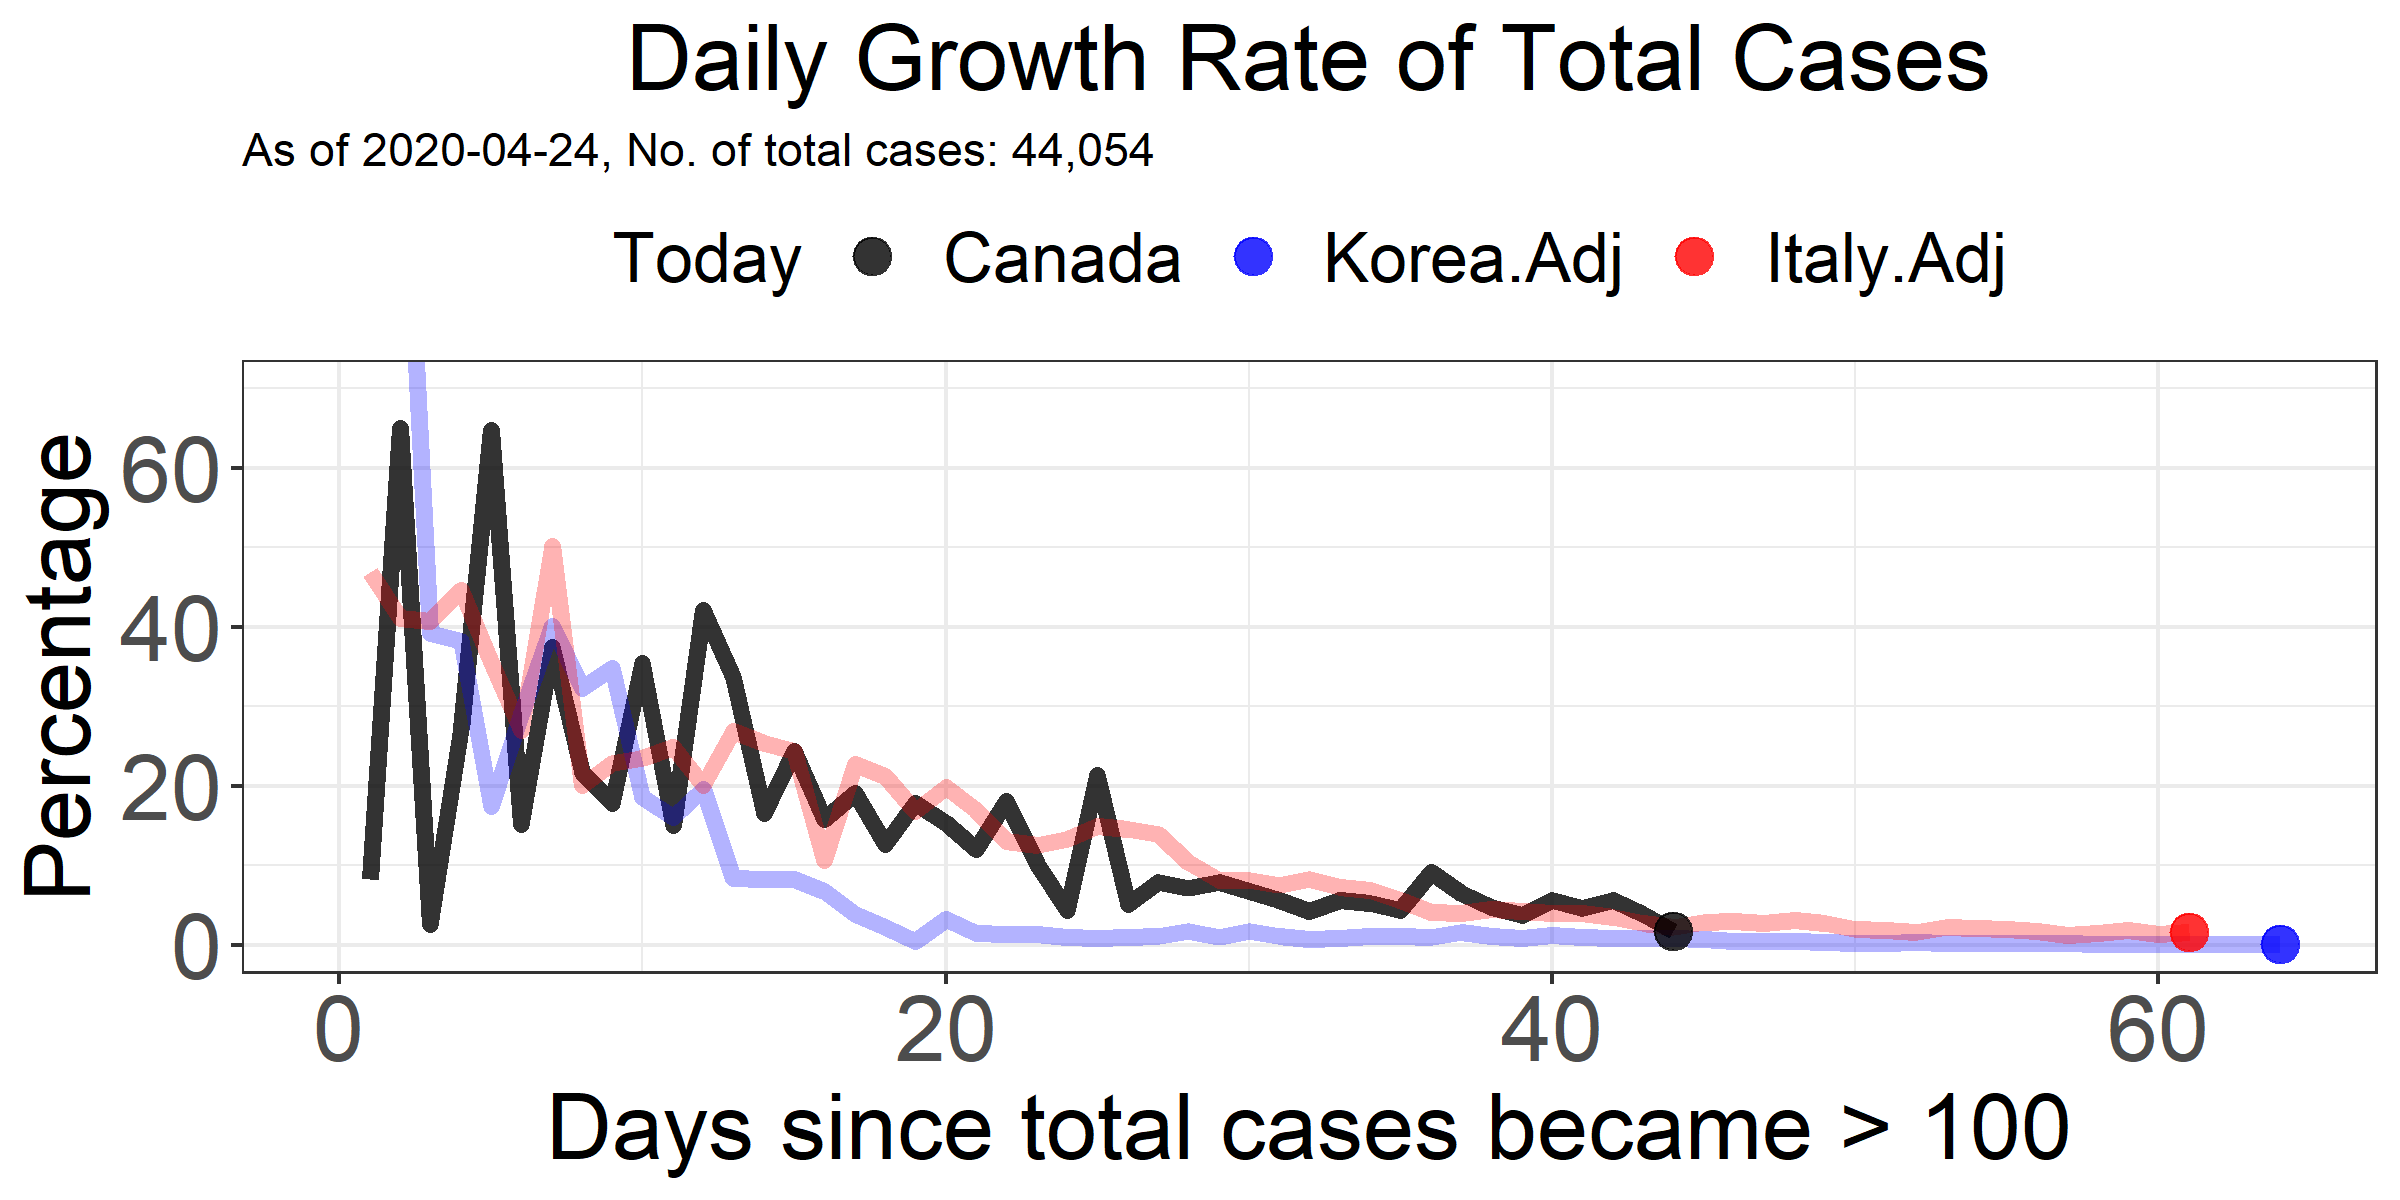 Daily Growth Rate of Total Cases
As of 2020-04-24, No. of total cases: 44,054
Today Canada Korea.Adj Italy.Adj
Percentage
60
40
20
0
0 20 40 60
Days since total cases became > 100